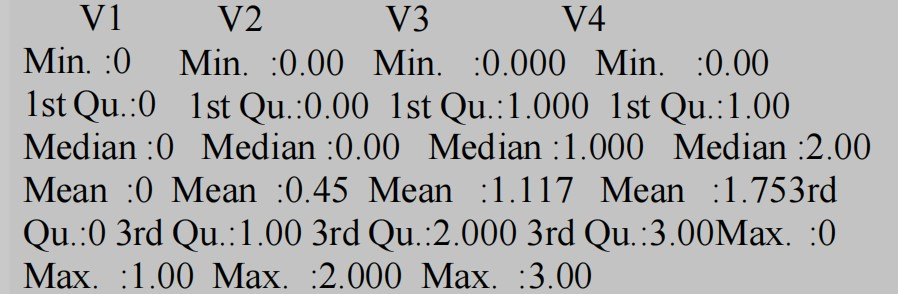 V1 V2 V3 V4
Min. :0 Min. :0.00 Min. :0.000 Min. :0.00
1st Qu.:0 1st Qu.:0.00 1st Qu.:1.000 1st Qu.:1.00
Median :0 Median :0.00 Median :1.000 Median :2.00
Mean :0 Mean :0.45 Mean :1.117 Mean :1.753rd
Qu.:0 3rd Qu.:1.00 3rd Qu.:2.000 3rd Qu.:3.00Max. :0
Max. :1.00 Max. :2.000 Max. :3.00